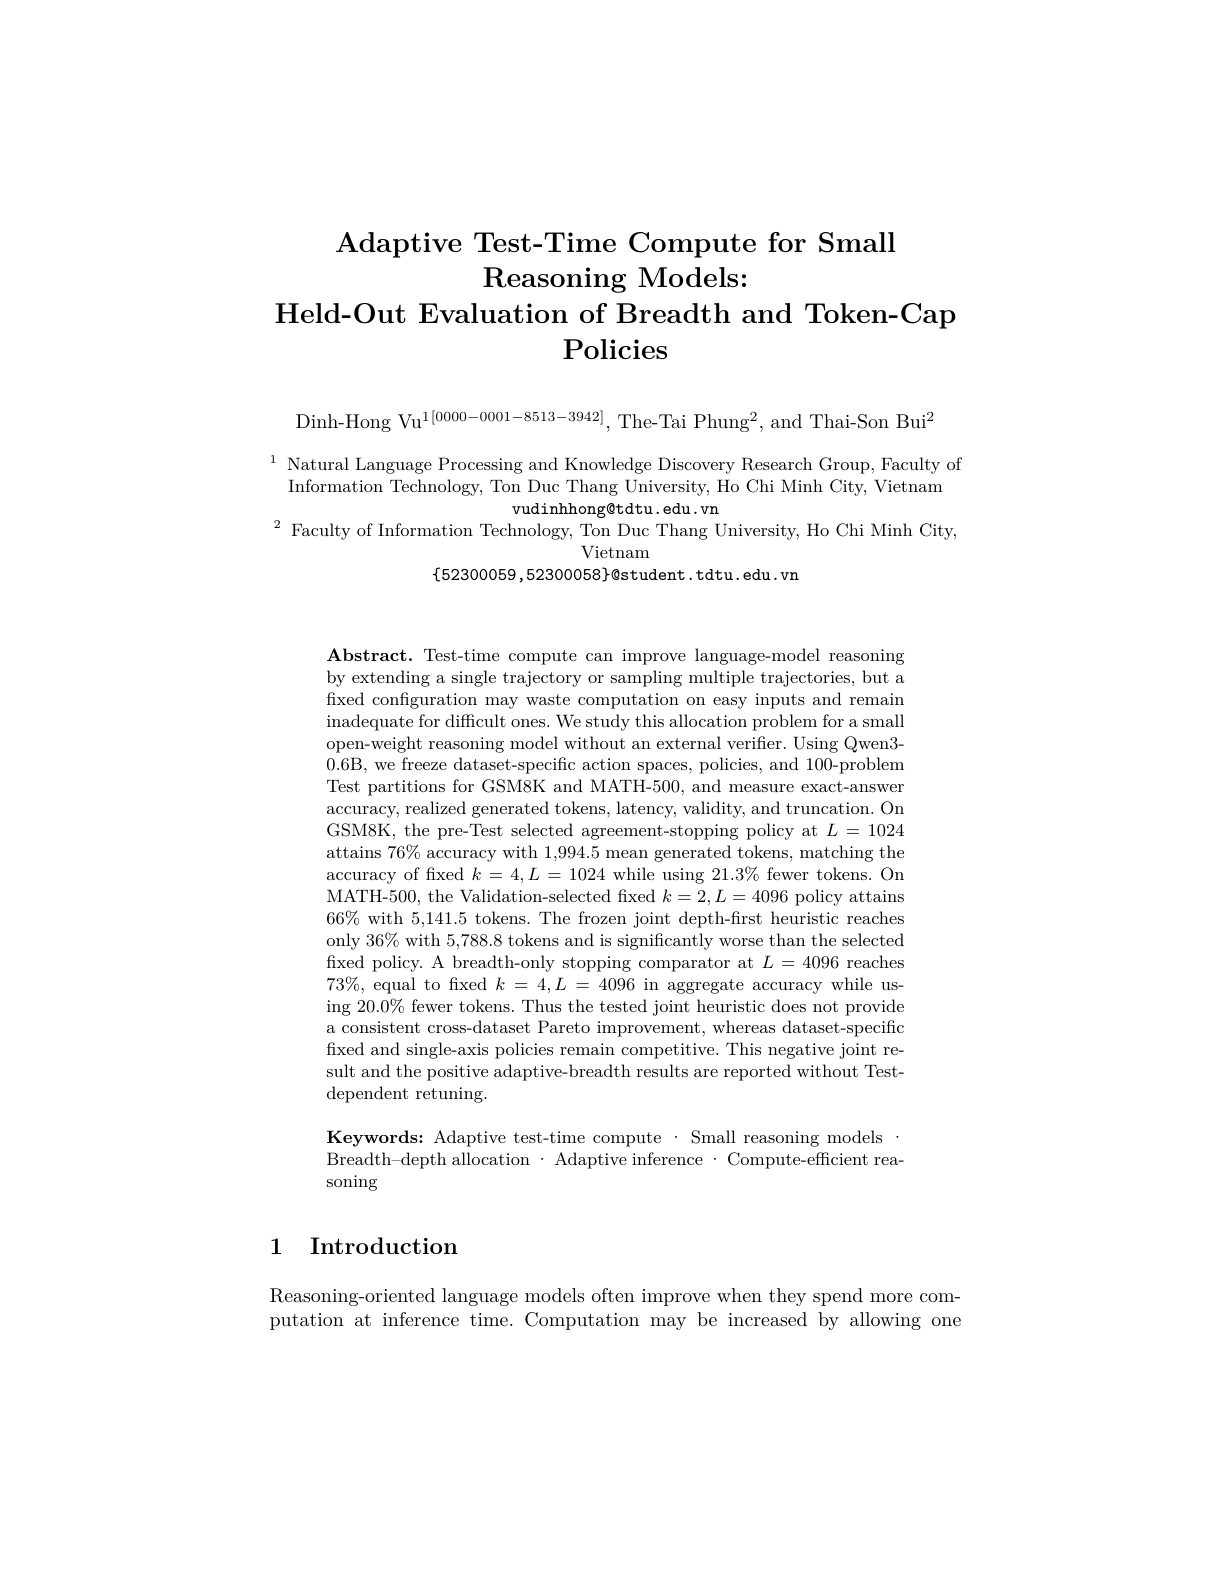 Adaptive Test-Time Compute for Small
Reasoning Models:
Held-Out Evaluation of Breadth and Token-Cap
Policies
Dinh-Hong Vu1[0000−0001−8513−3942], The-Tai Phung2, and Thai-Son Bui2
1 Natural Language Processing and Knowledge Discovery Research Group, Faculty of
Information Technology, Ton Duc Thang University, Ho Chi Minh City, Vietnam
vudinhhong@tdtu.edu.vn
2 Faculty of Information Technology, Ton Duc Thang University, Ho Chi Minh City,
Vietnam
{52300059,52300058}@student.tdtu.edu.vn
Abstract. Test-time compute can improve language-model reasoning
by extending a single trajectory or sampling multiple trajectories, but a
fixed configuration may waste computation on easy inputs and remain
inadequate for difficult ones. We study this allocation problem for a small
open-weight reasoning model without an external verifier. Using Qwen3-
0.6B, we freeze dataset-specific action spaces, policies, and 100-problem
Test partitions for GSM8K and MATH-500, and measure exact-answer
accuracy, realized generated tokens, latency, validity, and truncation. On
GSM8K, the pre-Test selected agreement-stopping policy at L = 1024
attains 76% accuracy with 1,994.5 mean generated tokens, matching the
accuracy of fixed k = 4, L = 1024 while using 21.3% fewer tokens. On
MATH-500, the Validation-selected fixed k = 2, L = 4096 policy attains
66% with 5,141.5 tokens. The frozen joint depth-first heuristic reaches
only 36% with 5,788.8 tokens and is significantly worse than the selected
fixed policy. A breadth-only stopping comparator at L = 4096 reaches
73%, equal to fixed k = 4, L = 4096 in aggregate accuracy while us-
ing 20.0% fewer tokens. Thus the tested joint heuristic does not provide
a consistent cross-dataset Pareto improvement, whereas dataset-specific
fixed and single-axis policies remain competitive. This negative joint re-
sult and the positive adaptive-breadth results are reported without Test-
dependent retuning.
Keywords: Adaptive test-time compute · Small reasoning models ·
Breadth–depth allocation · Adaptive inference · Compute-efficient rea-
soning
1 Introduction
Reasoning-oriented language models often improve when they spend more com-
putation at inference time. Computation may be increased by allowing one